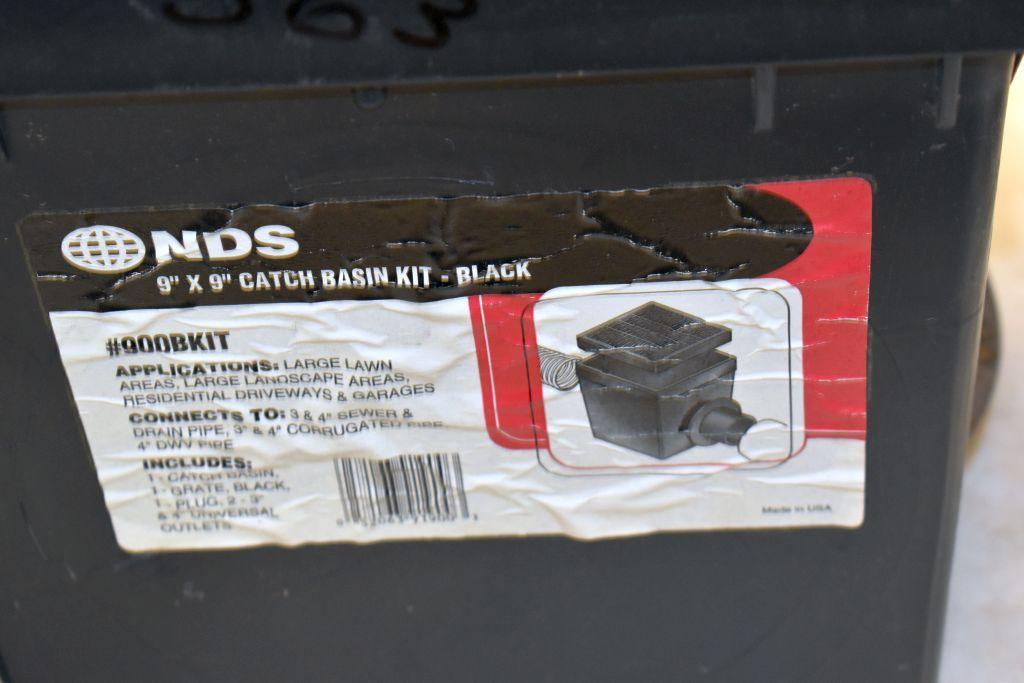 NDS
9" X 9" CATCH BASIN KIT - BLACK
#900BKIT
APPLICATIONS: LARGE LAWN
AREAS, LARGE LANDSCAPE AREAS,
RESIDENTIAL DRIVEWAYS & GARAGES
CONNECTS TO: 3 & 4" SEWER &
DRAIN PIPE, 3" & 4" CORRUGATED PIPE
4" DWV PIPE
INCLUDES:
1 - CATCH BASIN,
1 - GRATE, BLACK,
1 - PLUG, 2 - 3"
& 4" UNIVERSAL
OUTLETS
Made in USA